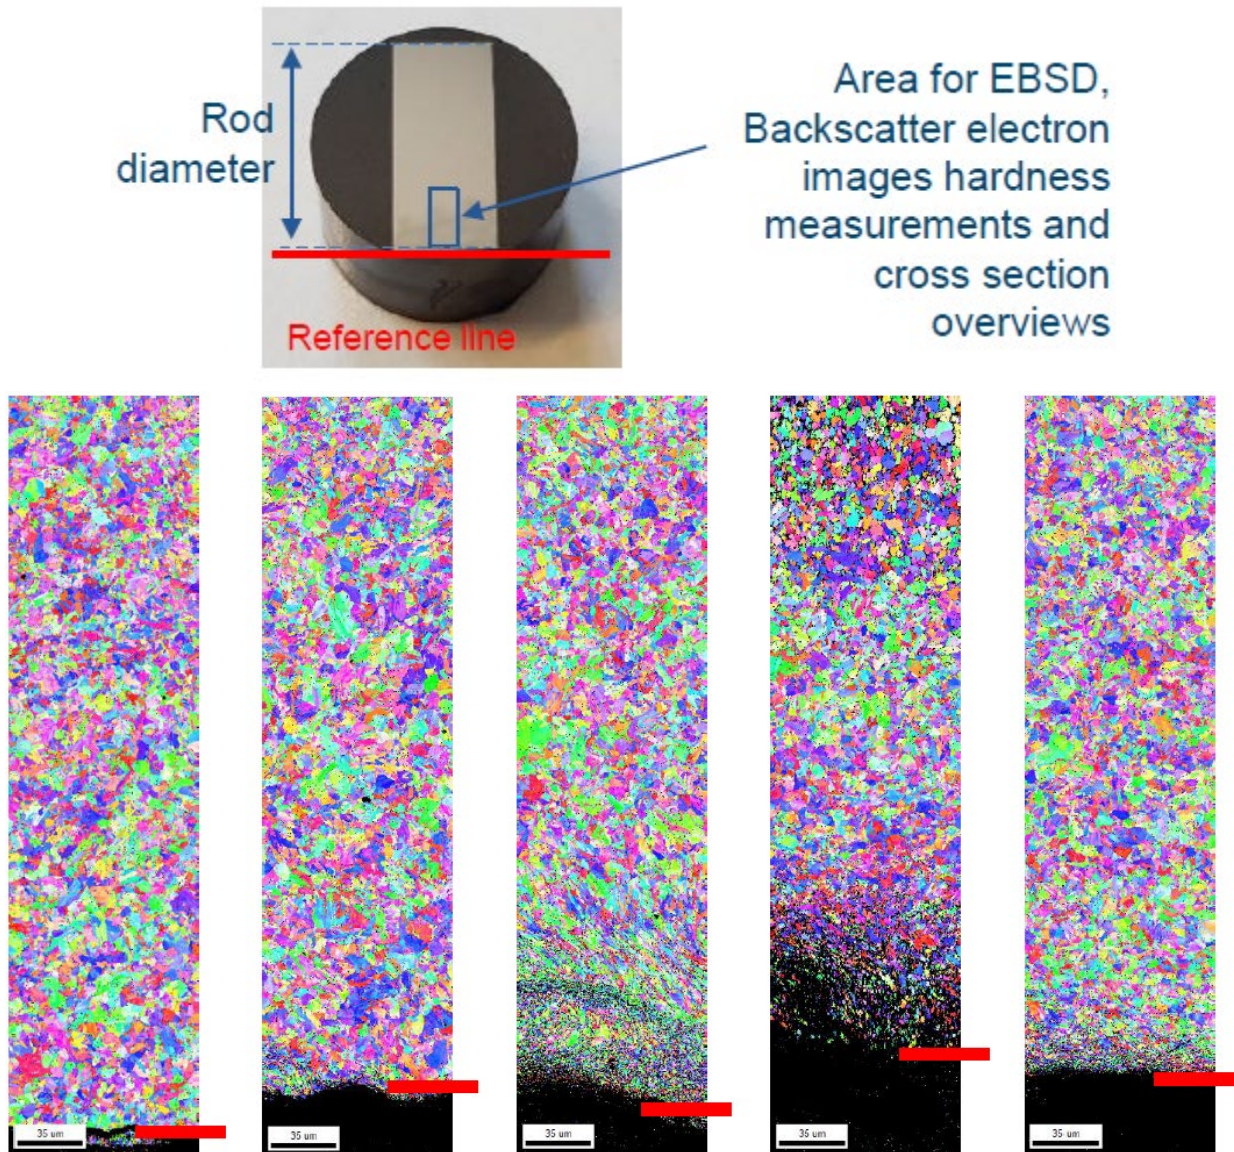 Rod
diameter
Area for EBSD,
Backscatter electron
images hardness
measurements and
cross section
overviews
Reference line
35 um
35 um
35 um
35 um
35 um